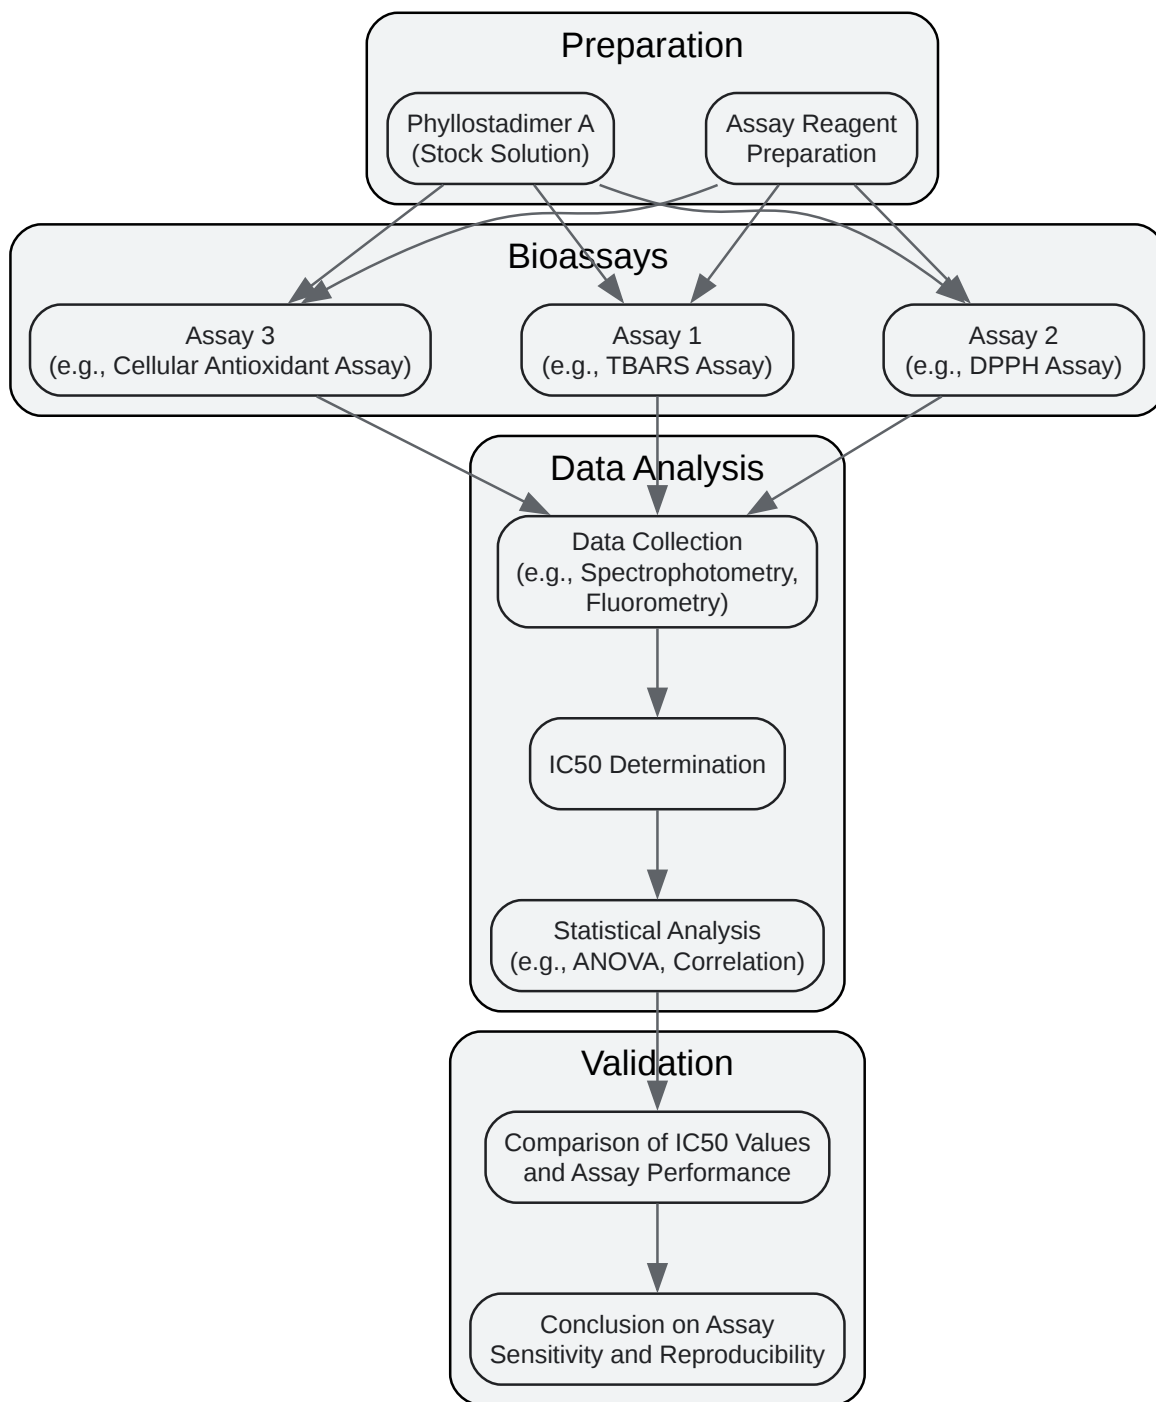 Preparation
Phyllostadimer A
(Stock Solution)
Assay Reagent
Preparation
Bioassays
Assay 3
(e.g., Cellular Antioxidant Assay)
Assay 1
(e.g., TBARS Assay)
Assay 2
(e.g., DPPH Assay)
Data Analysis
Data Collection
(e.g., Spectrophotometry,
Fluorometry)
IC50 Determination
Statistical Analysis
(e.g., ANOVA, Correlation)
Validation
Comparison of IC50 Values
and Assay Performance
Conclusion on Assay
Sensitivity and Reproducibility